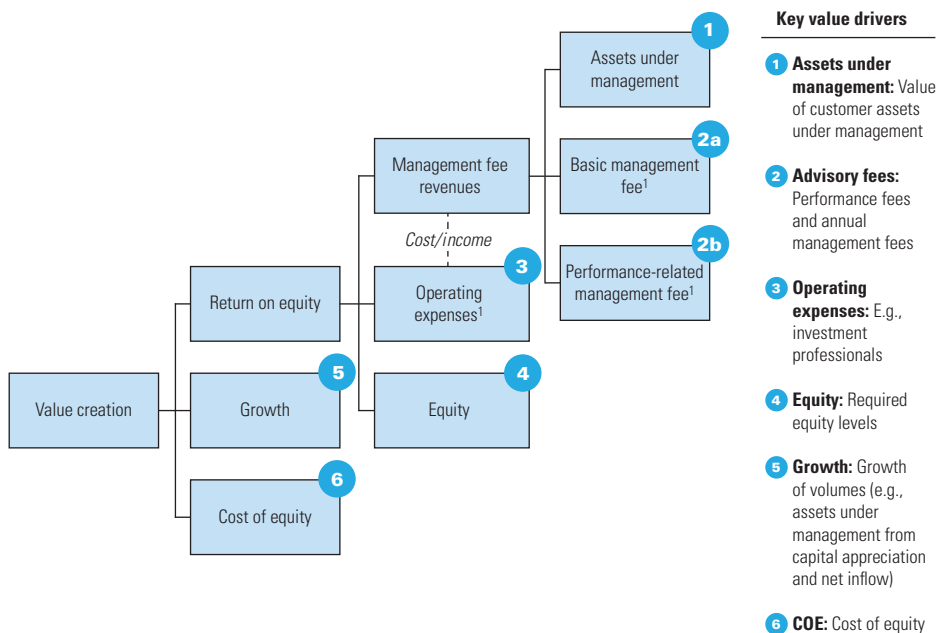 1
Assets under
management
2a
Basic management
fee1
2b
Performance-related
management fee1
Management fee
revenues
Cost/income
3
Operating
expenses1
4
Equity
Return on equity
5
Growth
6
Cost of equity
Value creation
Key value drivers
1 Assets under
management: Value
of customer assets
under management
2 Advisory fees:
Performance fees
and annual
management fees
3 Operating
expenses: E.g.,
investment
professionals
4 Equity: Required
equity levels
5 Growth: Growth
of volumes (e.g.,
assets under
management from
capital appreciation
and net inflow)
6 COE: Cost of equity